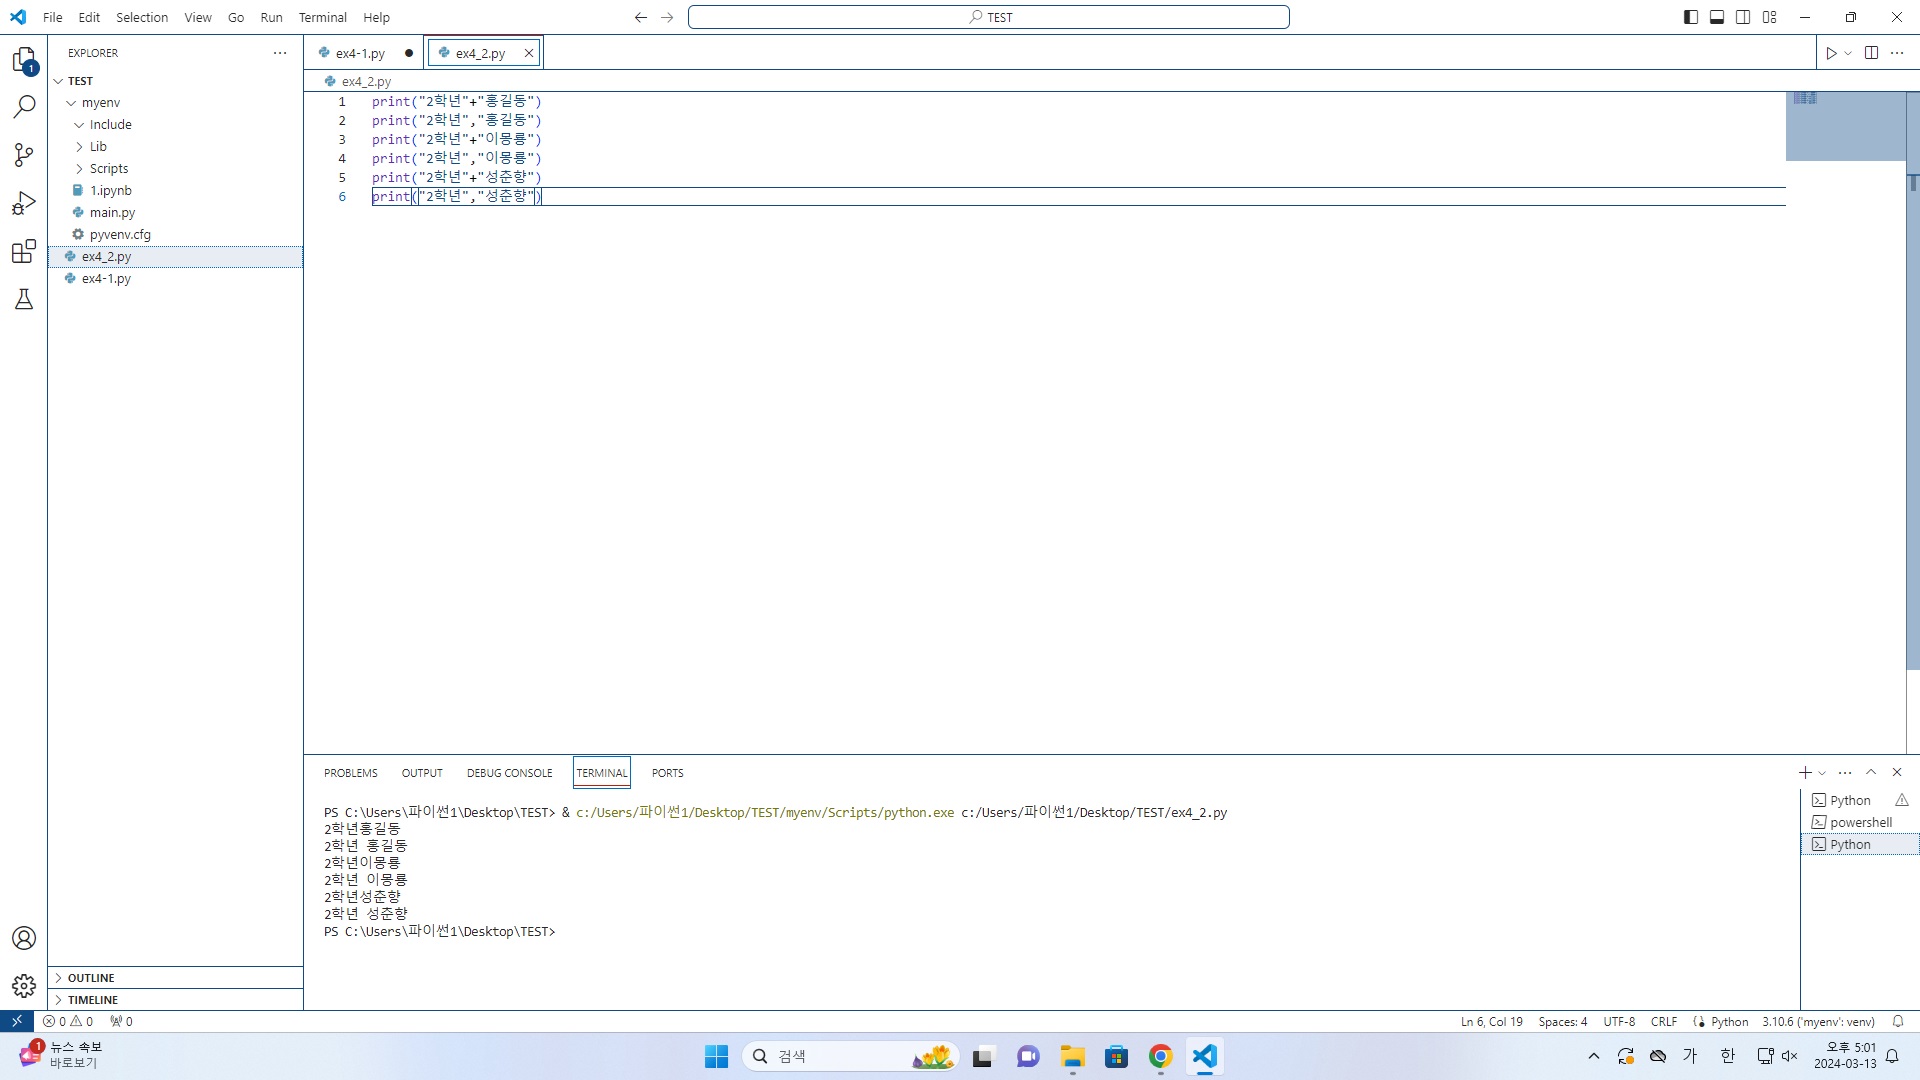 File Edit Selection View Go Run Terminal Help
TEST
EXPLORER
ex4-1.py
ex4_2.py
1
TEST
myenv
Include
Lib
Scripts
1.ipynb
main.py
pyvenv.cfg
ex4_2.py
ex4-1.py
ex4_2.py
1 print("2학년"+"홍길동")
2 print("2학년","홍길동")
3 print("2학년"+"이몽룡")
4 print("2학년","이몽룡")
5 print("2학년"+"성춘향")
6 print("2학년","성춘향")
PROBLEMS OUTPUT DEBUG CONSOLE TERMINAL PORTS
PS C:\Users\파이썬1\Desktop\TEST> & c:/Users/파이썬1/Desktop/TEST/myenv/Scripts/python.exe c:/Users/파이썬1/Desktop/TEST/ex4_2.py
2학년홍길동
2학년 홍길동
2학년이몽룡
2학년 이몽룡
2학년성춘향
2학년 성춘향
PS C:\Users\파이썬1\Desktop\TEST>
Python
powershell
Python
OUTLINE
TIMELINE
0 0 0
Ln 6, Col 19 Spaces: 4 UTF-8 CRLF Python 3.10.6 ('myenv': venv)
1
뉴스 속보
바로보기
검색
가 한
오후 5:01
2024-03-13